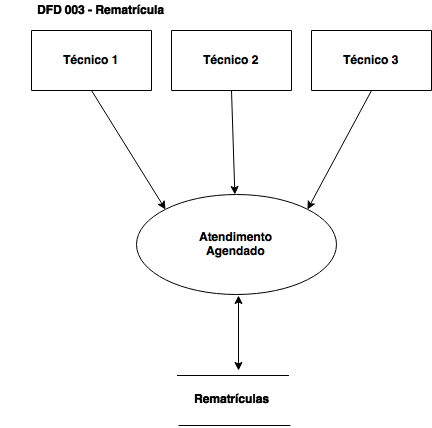 DFD 003 - Rematrícula
Técnico 1
Técnico 2
Técnico 3
Atendimento
Agendado
Rematrículas